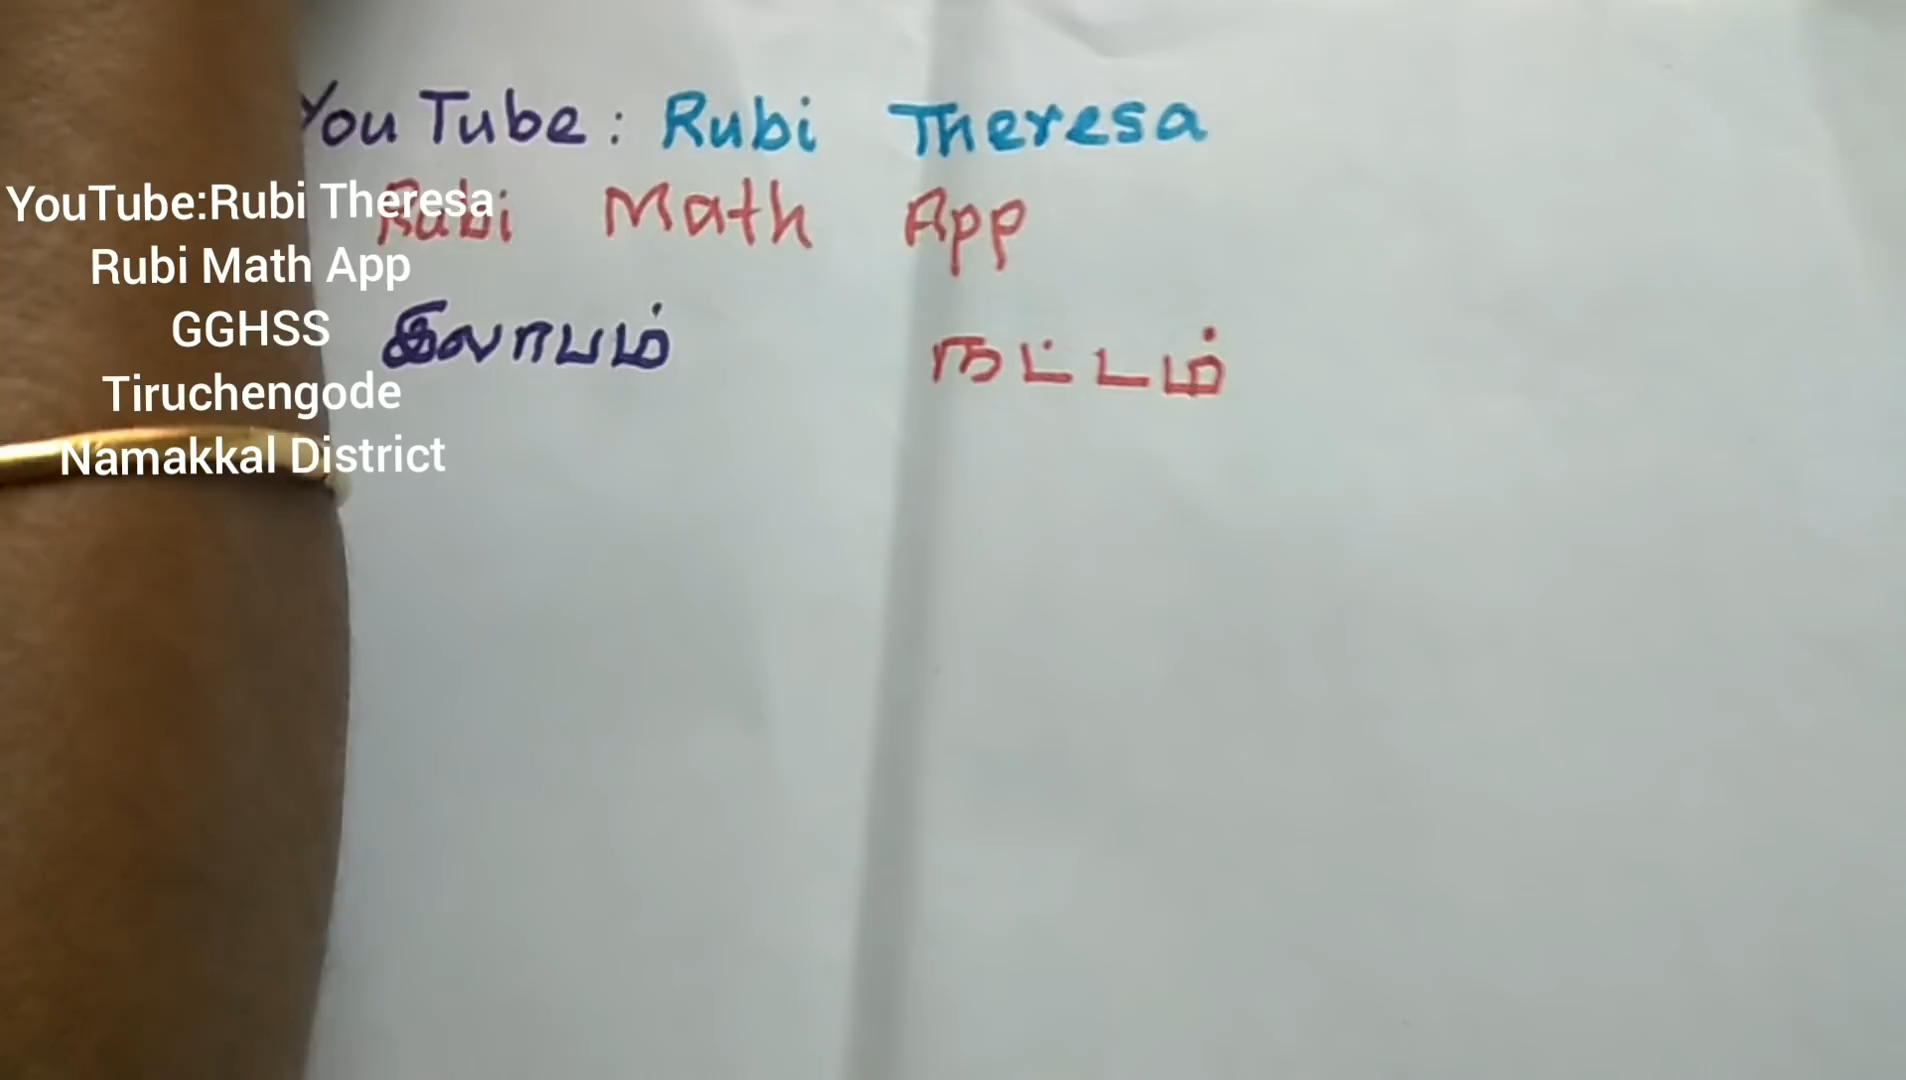 YouTube: Rubi Theresa
Rubi Math App
இலாபம் நட்டம்
YouTube:Rubi Theresa
Rubi Math App
GGHSS
Tiruchengode
Namakkal District